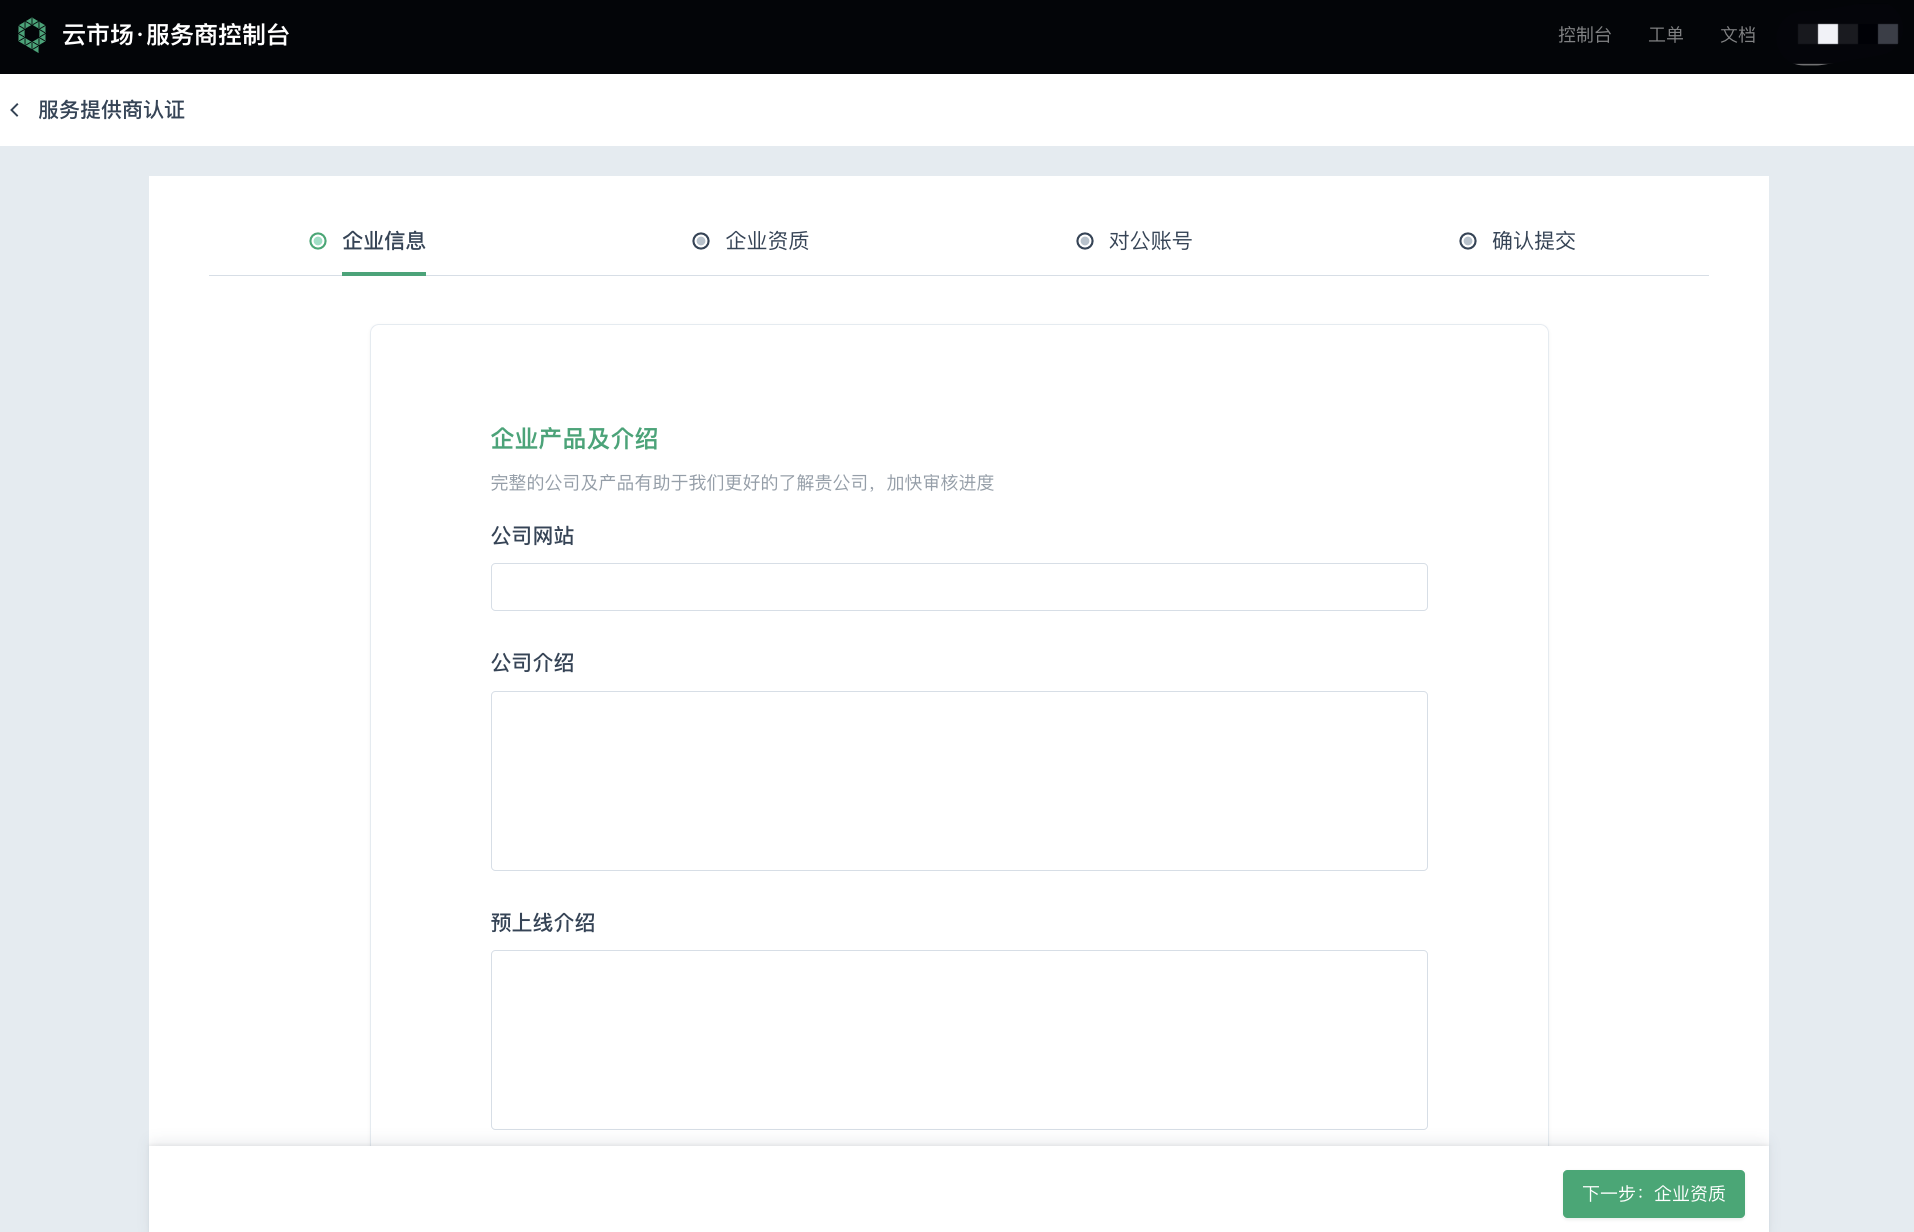 云市场·服务商控制台
控制台 工单 文档
服务提供商认证
企业信息 企业资质 对公账号 确认提交
企业产品及介绍
完整的公司及产品有助于我们更好的了解贵公司，加快审核进度
公司网站
公司介绍
预上线介绍
下一步：企业资质